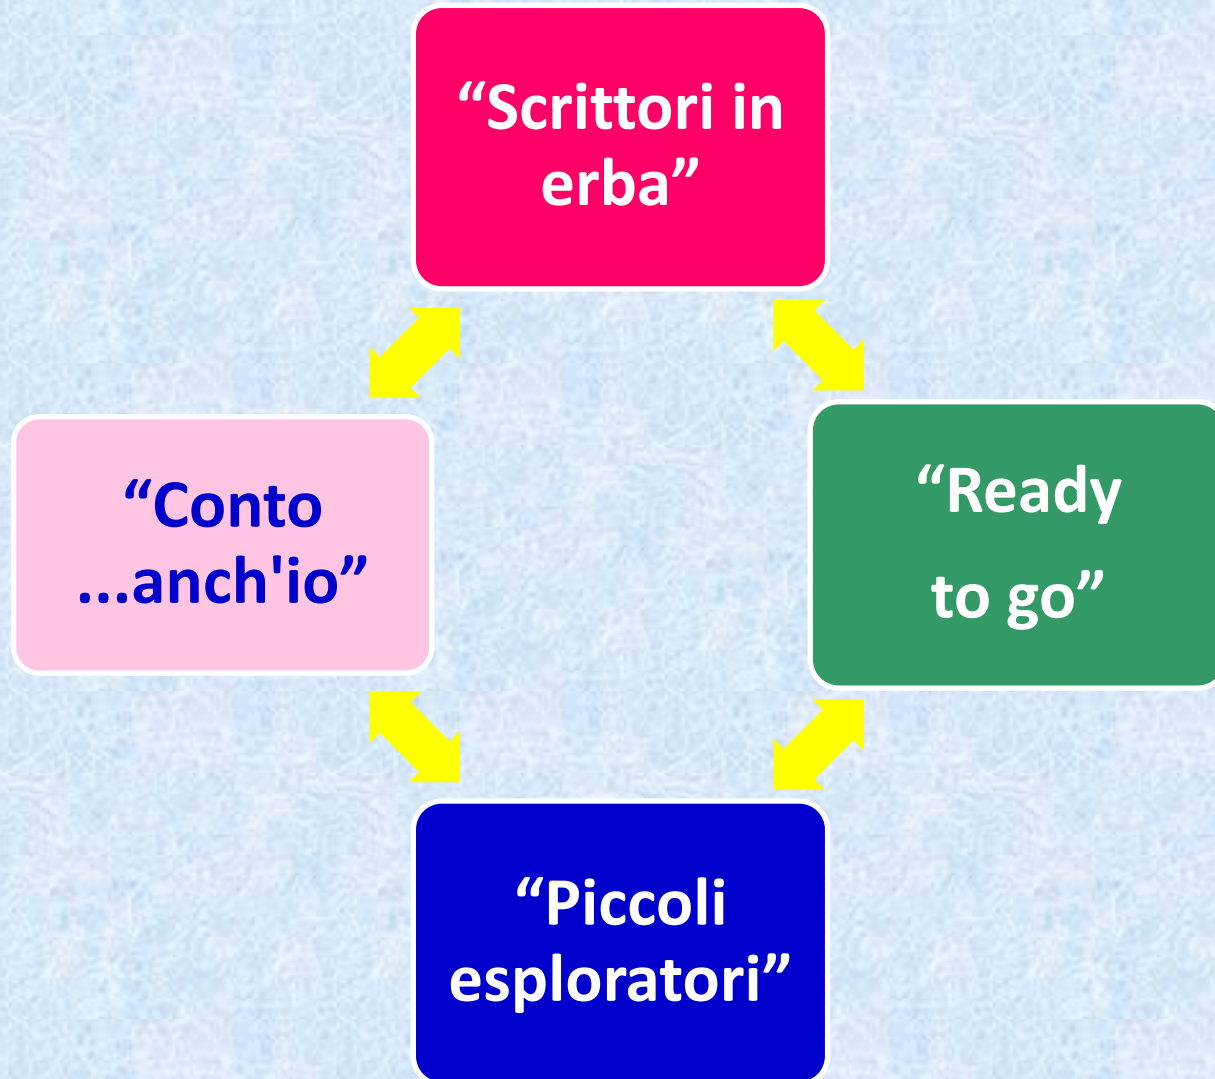 “Scrittori in
erba”
“Conto
...anch'io”
“Ready
to go”
“Piccoli
esploratori”